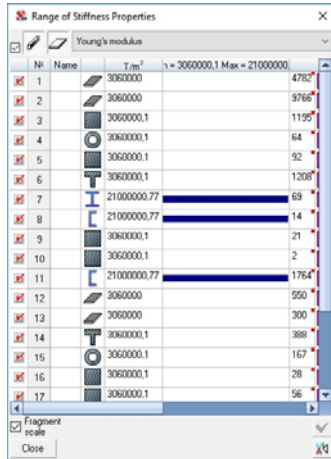 Range of Stiffness Properties
Young's modulus
№ Name T/m² n = 3060000,1 Max = 21000000,
1 3060000 4782
2 3060000 9766
3 3060000,1 1195
4 3060000,1 64
5 3060000,1 92
6 3060000,1 1208
7 21000000,77 69
8 21000000,77 14
9 3060000,1 21
10 3060000,1 2
11 21000000,77 1764
12 3060000 550
13 3060000 300
14 3060000,1 388
15 3060000,1 167
16 3060000,1 28
17 3060000,1 56
Fragment
scale
Close